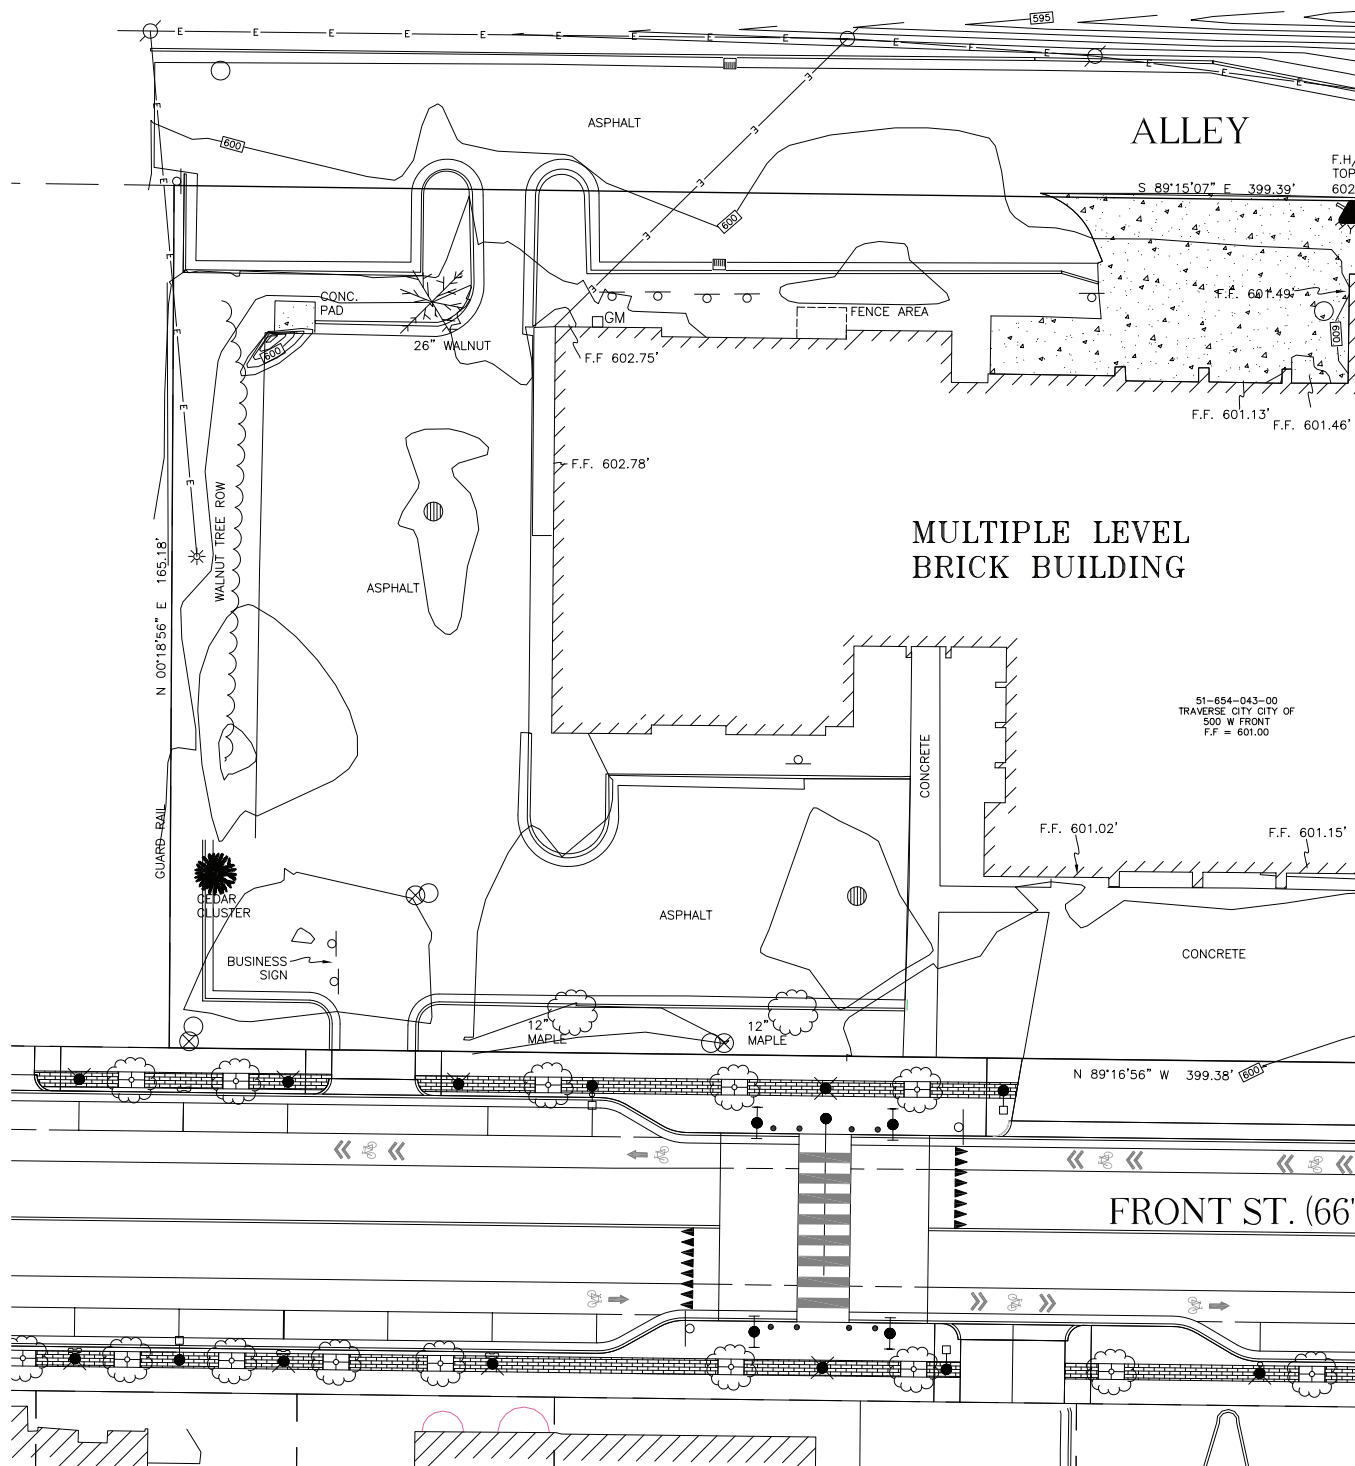 595
E E E E E E E E E E E E E E
ASPHALT
ALLEY
600
F.H.
TOP
602
S 89°15'07" E 399.39'
600
F.F. 601.49'
CONC.
PAD
GM
FENCE AREA
26" WALNUT
600
600
F.F 602.75'
F.F. 601.13'
F.F. 601.46'
F.F. 602.78'
WALNUT TREE ROW
MULTIPLE LEVEL
BRICK BUILDING
N 00°18'56" E 165.18'
ASPHALT
51-654-043-00
TRAVERSE CITY CITY OF
500 W FRONT
F.F = 601.00
CONCRETE
GUARD RAIL
F.F. 601.02'
F.F. 601.15'
CEDAR
CLUSTER
ASPHALT
BUSINESS
SIGN
CONCRETE
12"
MAPLE
12"
MAPLE
N 89°16'56" W 399.38'
600
FRONT ST. (66'